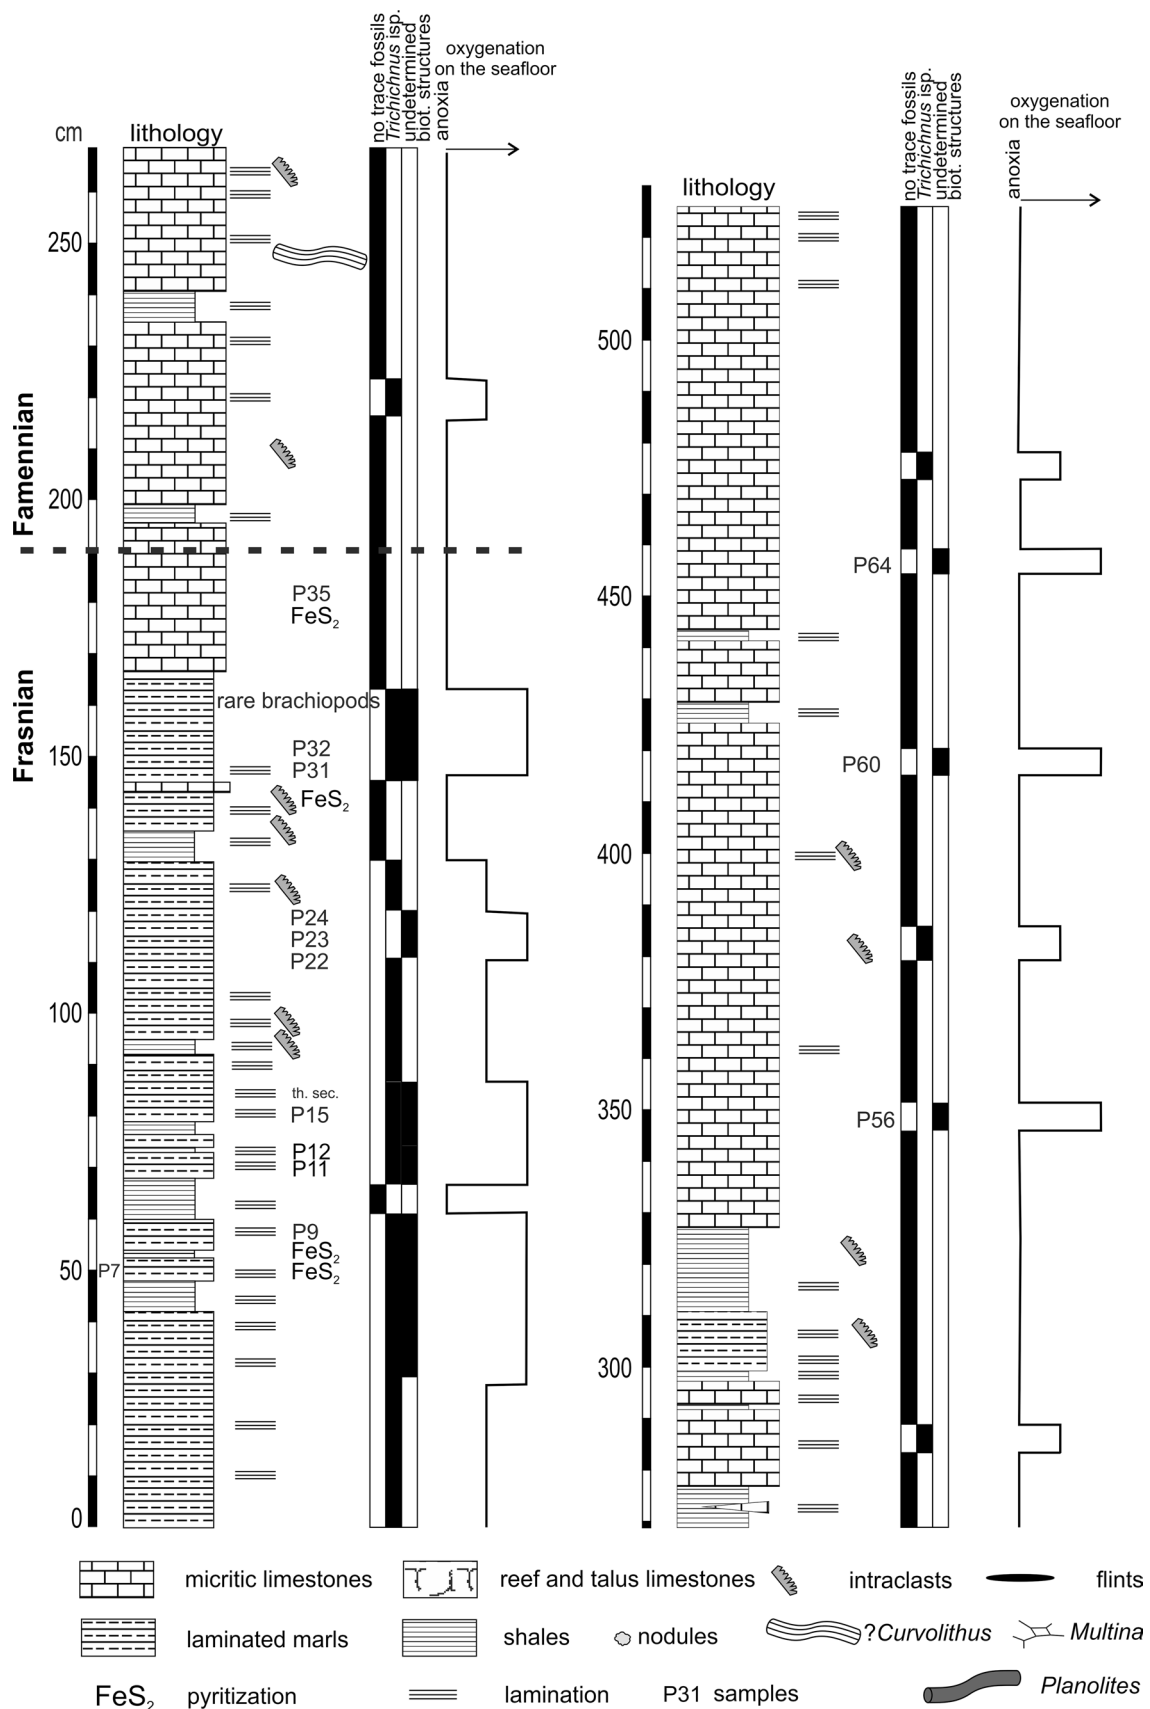 no trace fossils
Trichichnus isp.
undetermined
biot. structures
anoxia
oxygenation
on the seafloor
cm
lithology
250
200
150
100
50
0
Famennian
Frasnian
P35
FeS2
rare brachiopods
P32
P31
FeS2
P24
P23
P22
th. sec.
P15
P12
P11
P9
FeS2
FeS2
P7
no trace fossils
Trichichnus isp.
undetermined
biot. structures
anoxia
oxygenation
on the seafloor
lithology
500
450
400
350
300
P64
P60
P56
micritic limestones
reef and talus limestones
intraclasts
flints
laminated marls
shales
nodules
?Curvolithus
Multina
FeS2 pyritization
lamination
P31 samples
Planolites